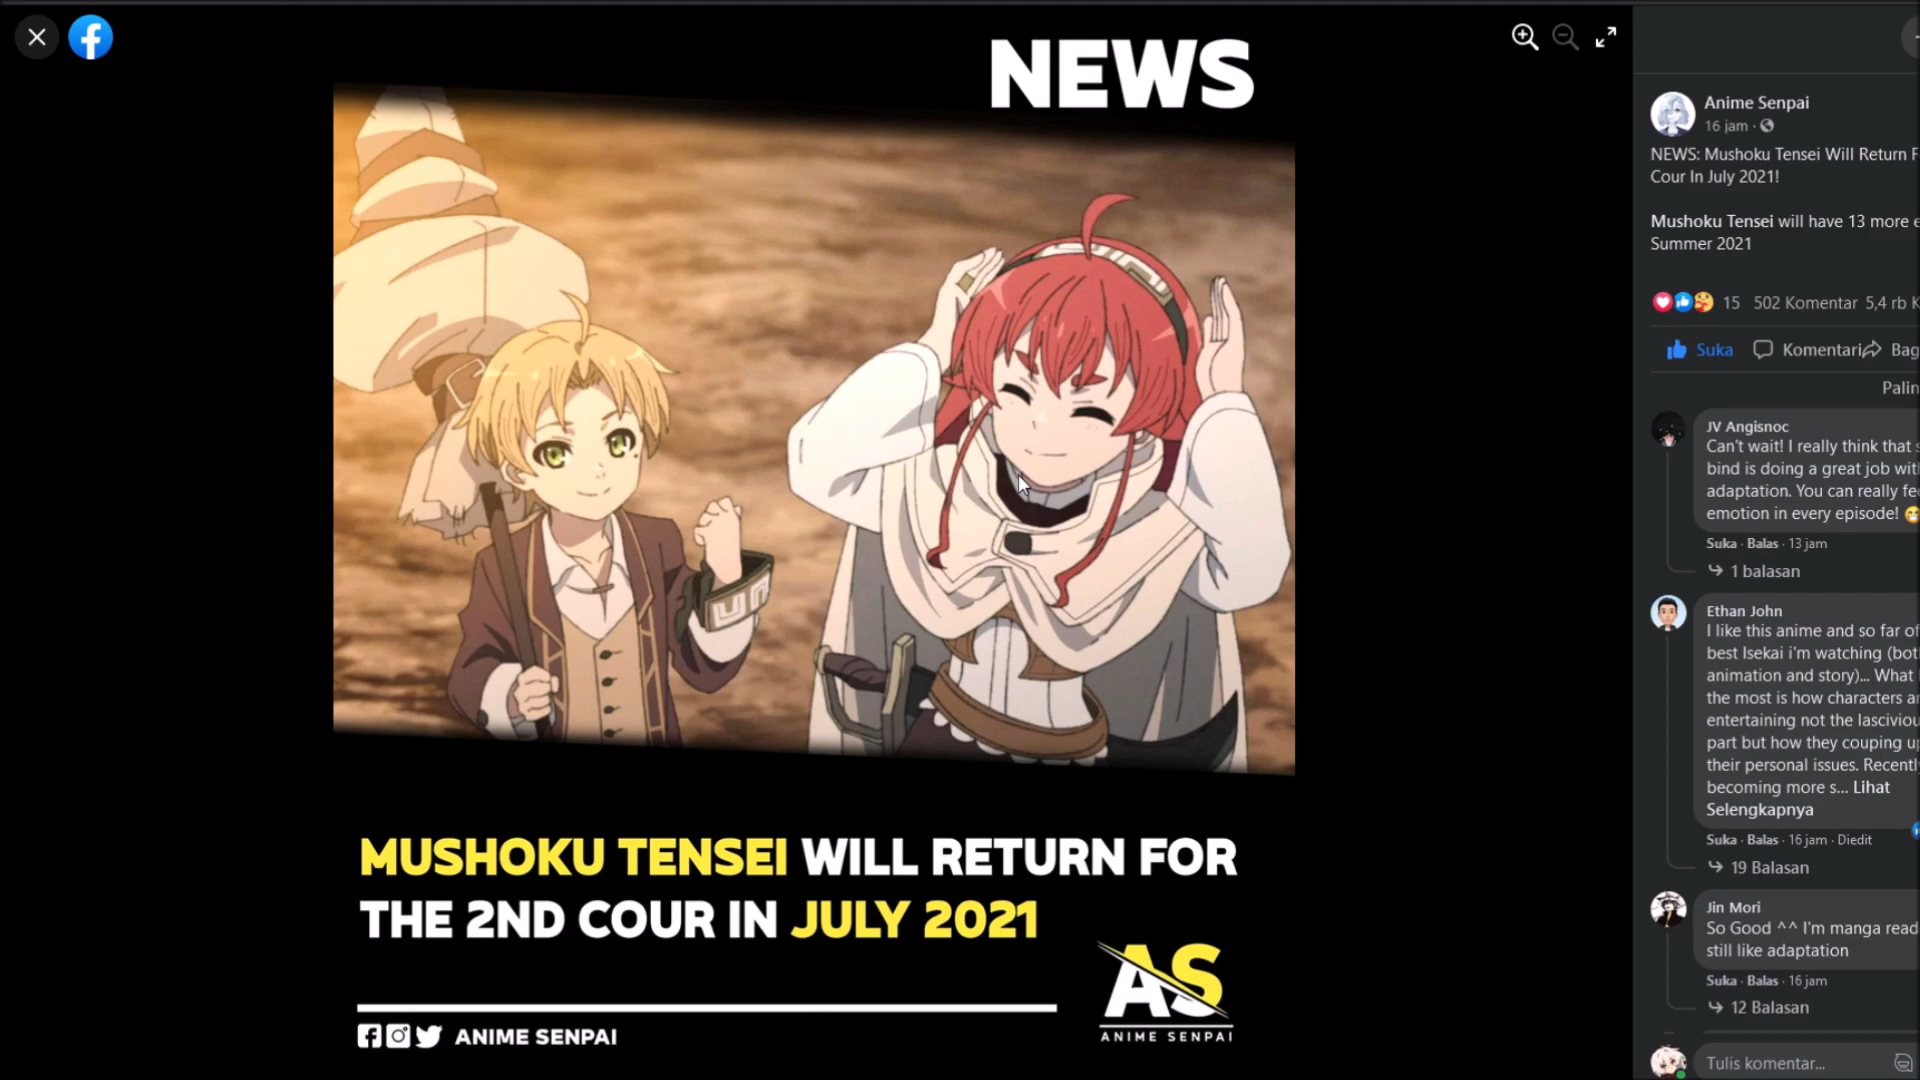 NEWS
MUSHOKU TENSEI WILL RETURN FOR
THE 2ND COUR IN JULY 2021
ANIME SENPAI
AS
ANIME SENPAI
Anime Senpai
16 jam ·
NEWS: Mushoku Tensei Will Return
Cour In July 2021!
Mushoku Tensei will have 13 more
Summer 2021
15 502 Komentar 5,4 rb
Suka Komentari Bag
Palin
JV Angisnoc
Can't wait! I really think that
bind is doing a great job wit
adaptation. You can really fe
emotion in every episode!
Suka · Balas · 13 jam
1 balasan
Ethan John
I like this anime and so far of
best Isekai i'm watching (bot
animation and story)... What
the most is how characters a
entertaining not the lasciviou
part but how they couping u
their personal issues. Recentl
becoming more s... Lihat
Selengkapnya
Suka · Balas · 16 jam · Diedit
19 Balasan
Jin Mori
So Good ^^ I'm manga read
still like adaptation
Suka · Balas · 16 jam
12 Balasan
Tulis komentar...